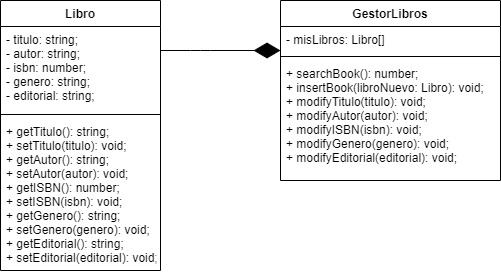 Libro
- titulo: string;
- autor: string;
- isbn: number;
- genero: string;
- editorial: string;
+ getTitulo(): string;
+ setTitulo(titulo): void;
+ getAutor(): string;
+ setAutor(autor): void;
+ getISBN(): number;
+ setISBN(isbn): void;
+ getGenero(): string;
+ setGenero(genero): void;
+ getEditorial(): string;
+ setEditorial(editorial): void;
GestorLibros
- misLibros: Libro[]
+ searchBook(): number;
+ insertBook(libroNuevo: Libro): void;
+ modifyTitulo(titulo): void;
+ modifyAutor(autor): void;
+ modifyISBN(isbn): void;
+ modifyGenero(genero): void;
+ modifyEditorial(editorial): void;